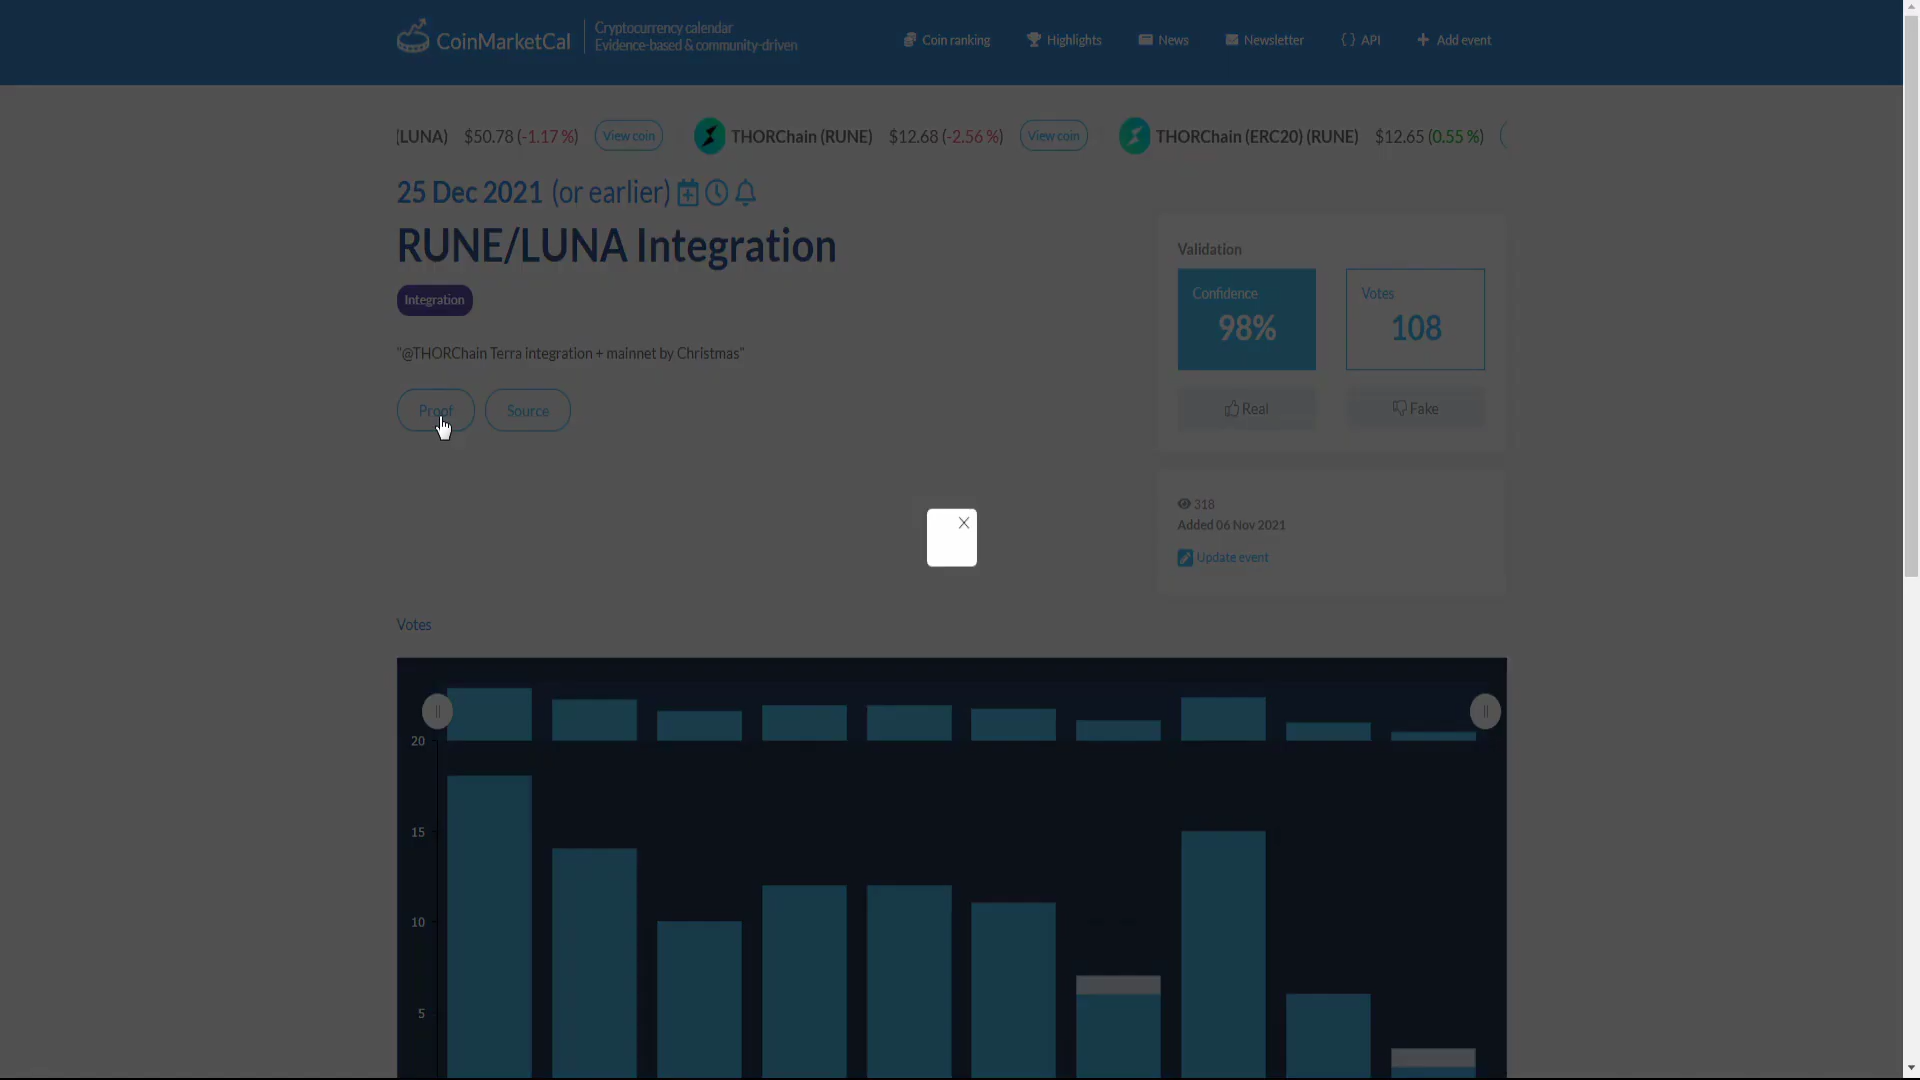 CoinMarketCal
Cryptocurrency calendar
Evidence-based & community-driven
Coin ranking
Highlights
News
Newsletter
API
Add event
(LUNA) $50.78 (-1.17 %) View coin
THORChain (RUNE) $12.68 (-2.56 %) View coin
THORChain (ERC20) (RUNE) $12.65 (0.55 %)
25 Dec 2021 (or earlier)
RUNE/LUNA Integration
Integration
"@THORChain Terra integration + mainnet by Christmas"
Proof
Source
Validation
Confidence
98%
Votes
108
Real
Fake
318
Added 06 Nov 2021
Update event
Votes
20
15
10
5